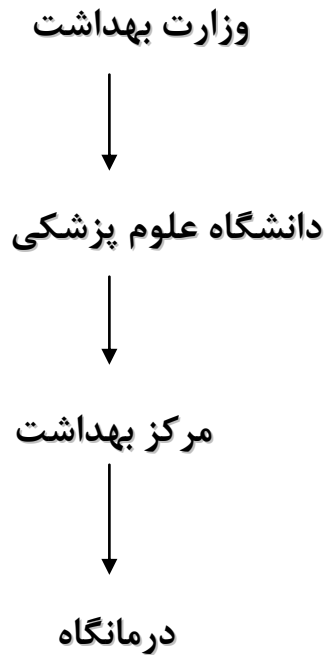 وزارت بهداشت
دانشگاه علوم پزشکی
مرکز بهداشت
درمانگاه